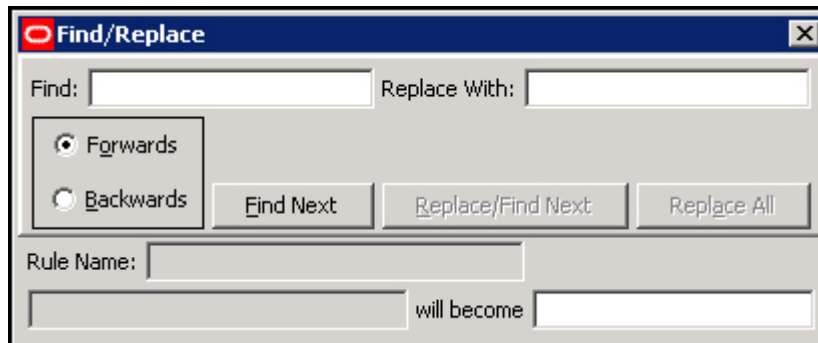 Find/Replace
Find: Replace With:
Forwards
Backwards Find Next Replace/Find Next Replace All
Rule Name:
will become